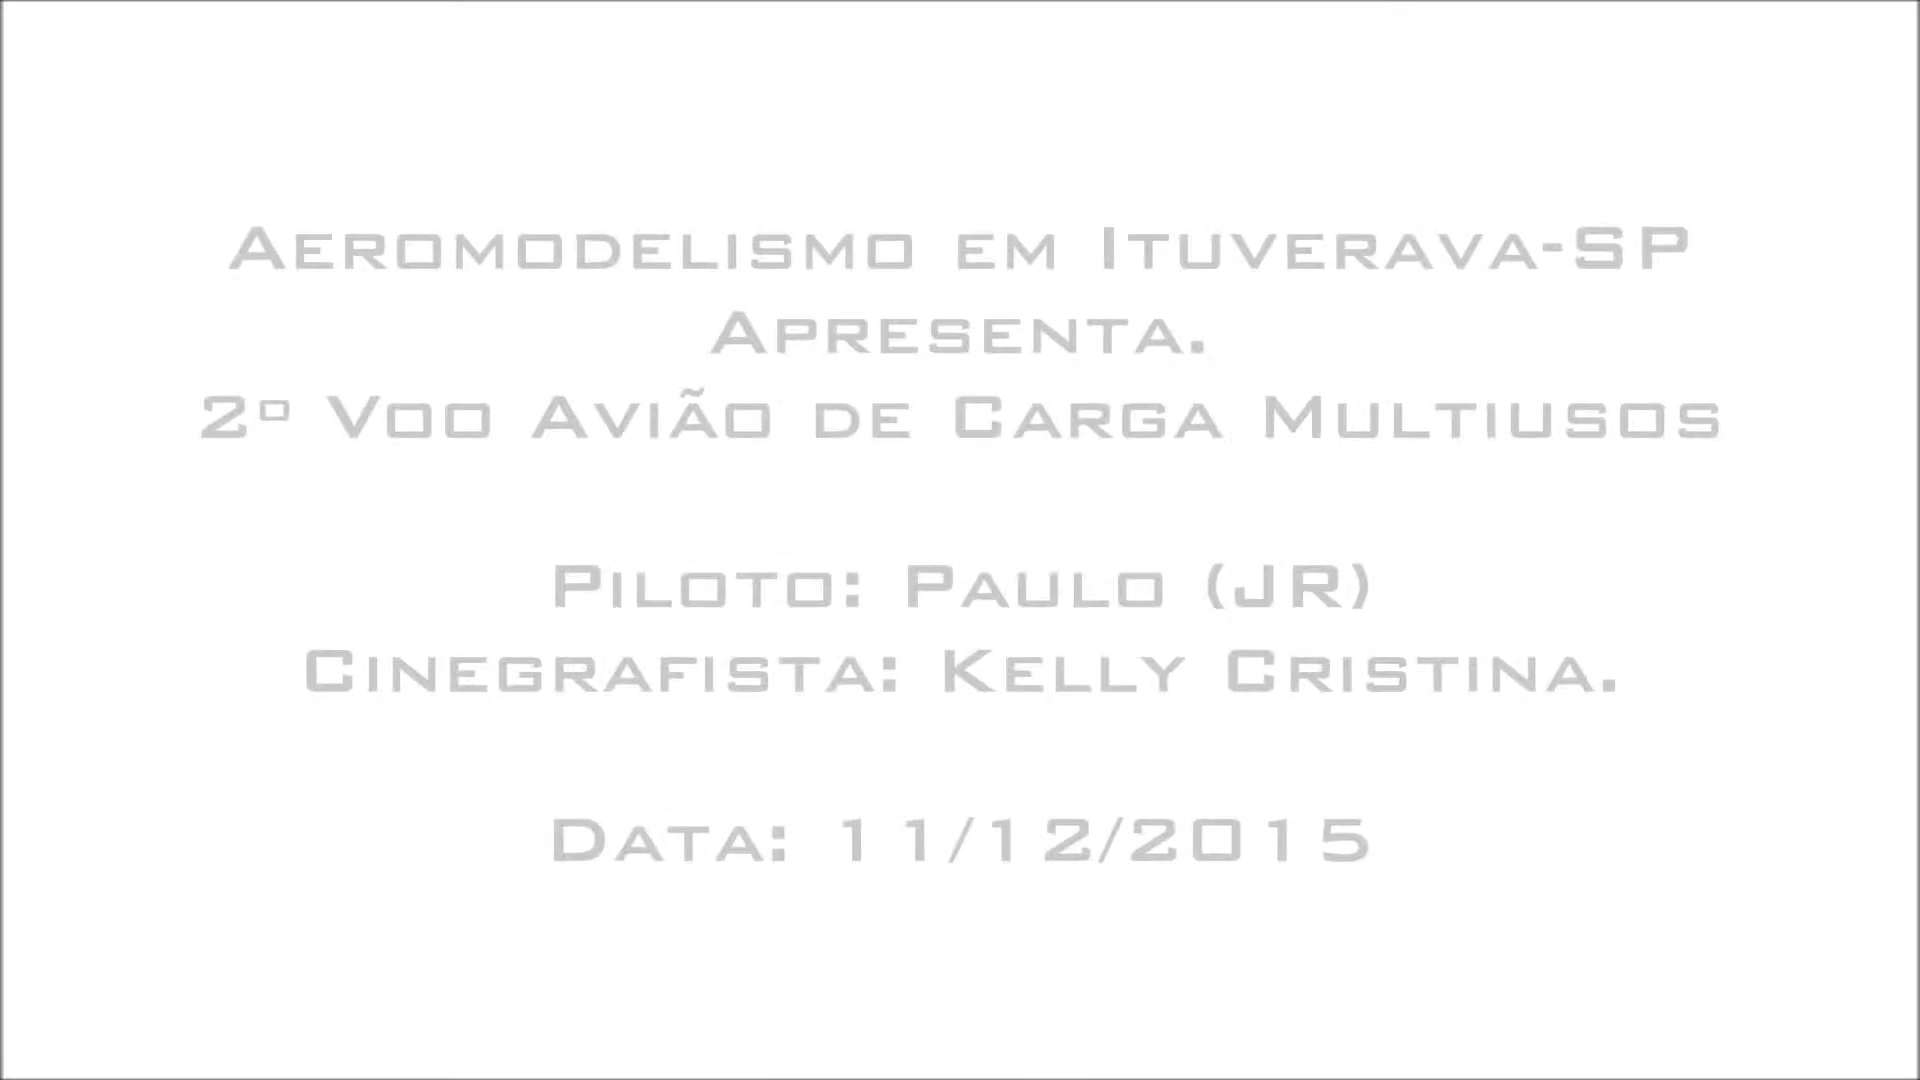 Aeromodelismo em Ituverava-SP
Apresenta.
2º Voo Avião de Carga Multiusos
Piloto: Paulo (JR)
Cinegrafista: Kelly Cristina.
Data: 11/12/2015